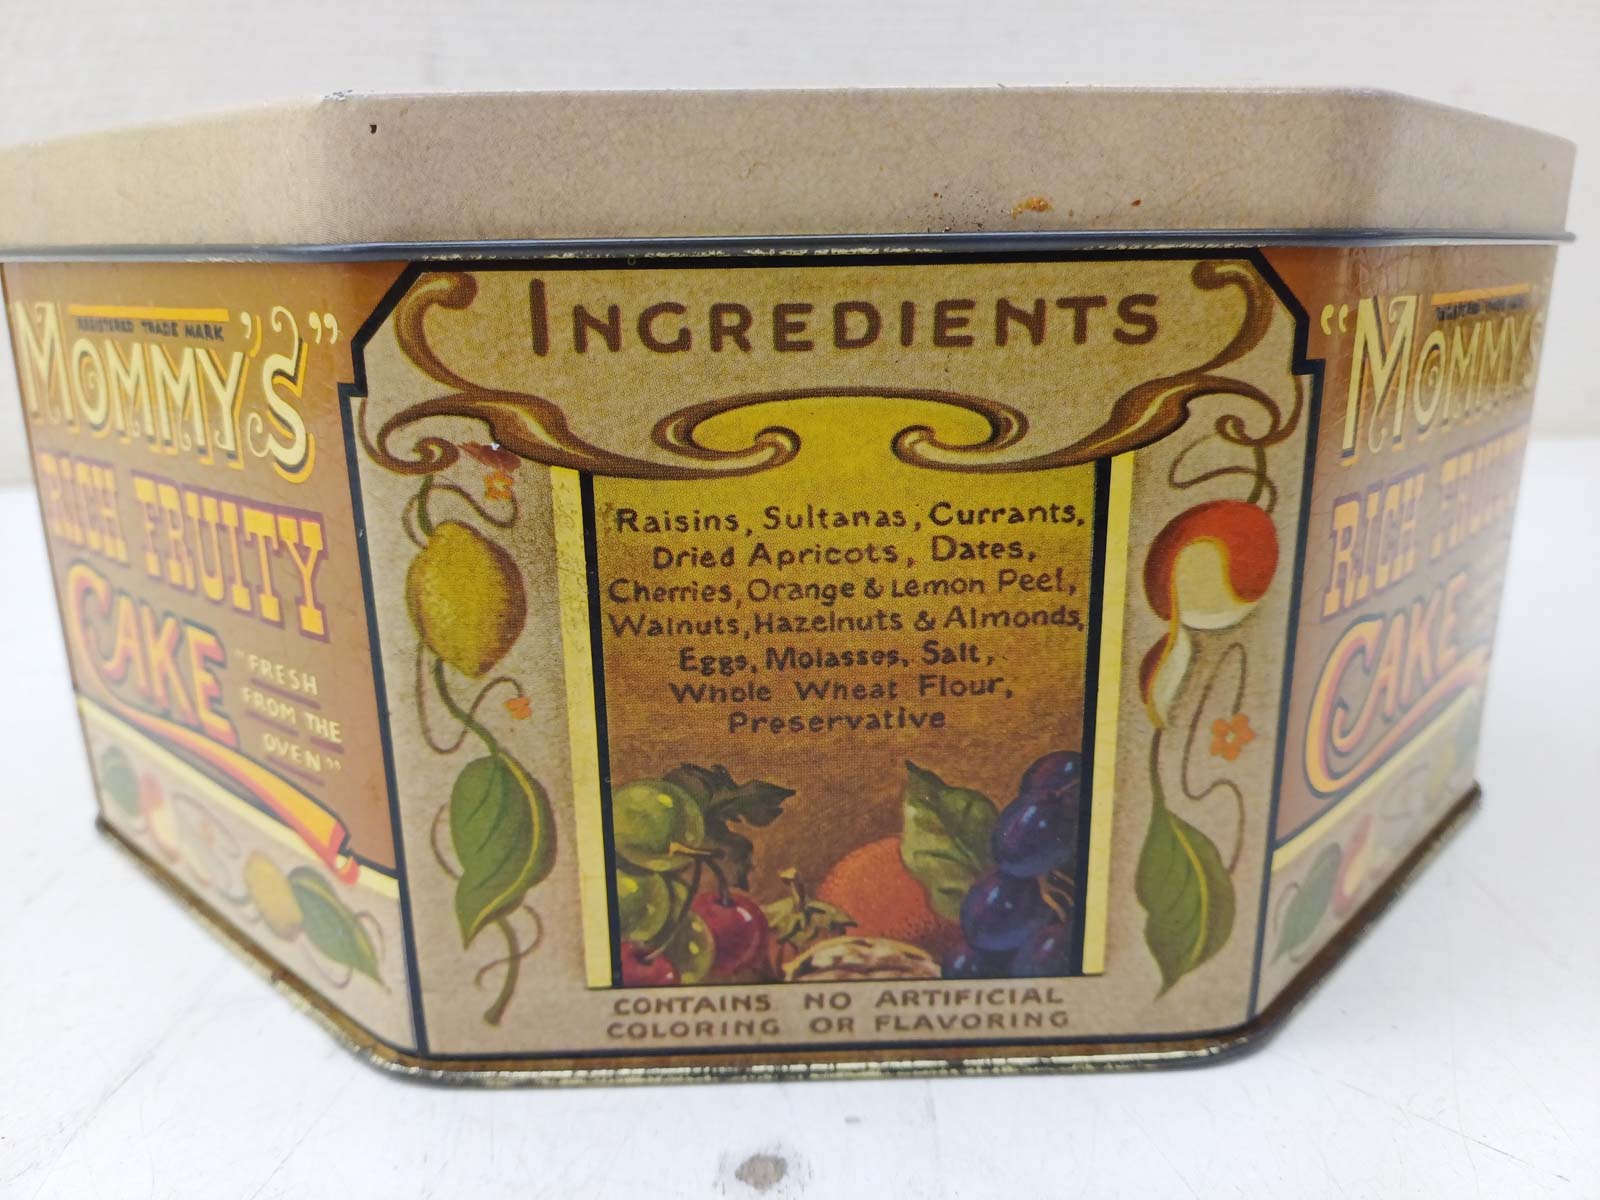 INGREDIENTS
Raisins, Sultanas, Currants,
Dried Apricots, Dates,
Cherries, Orange & Lemon Peel,
Walnuts, Hazelnuts & Almonds,
Eggs, Molasses, Salt,
Whole Wheat Flour,
Preservative
CONTAINS NO ARTIFICIAL
COLORING OR FLAVORING
REGISTERED TRADE MARK
MOMMY'S”
RICH FRUITY
CAKE
“FRESH
FROM THE
OVEN”
“MOMMY'S
RICH
CAKE